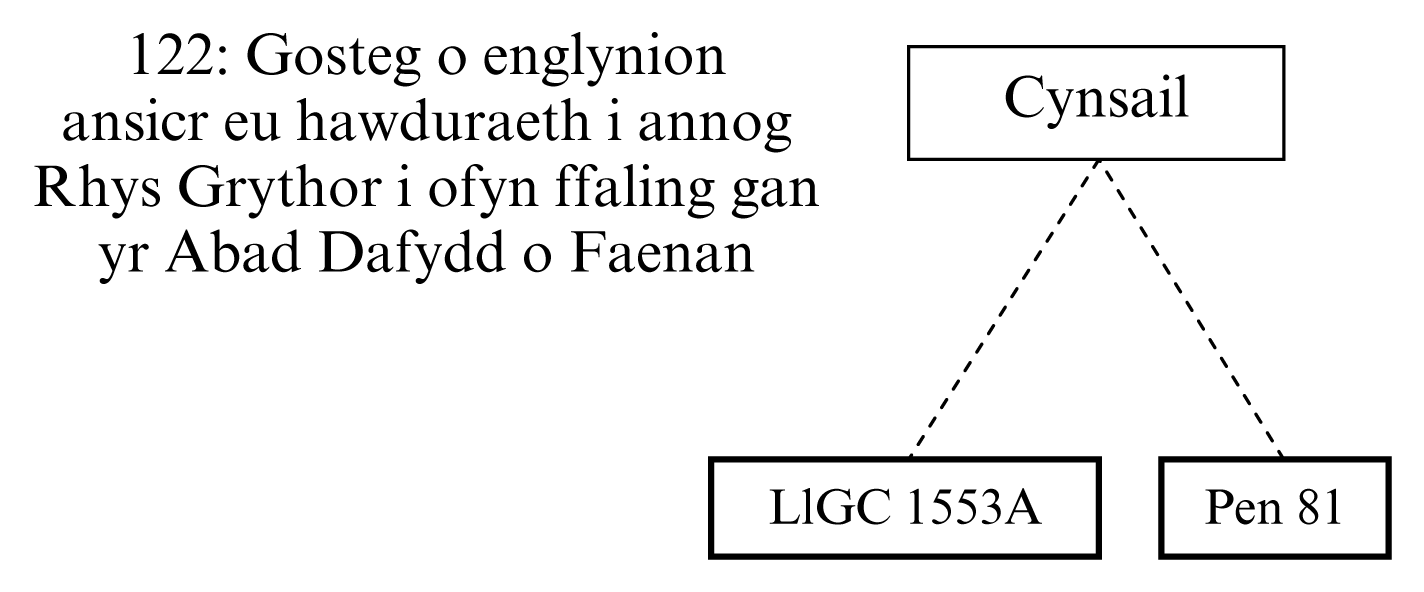 122: Gosteg o englynion
ansicr eu hawduraeth i annog
Rhys Grythor i ofyn ffaling gan
yr Abad Dafydd o Faenan
Cynsail
LlGC 1553A
Pen 81